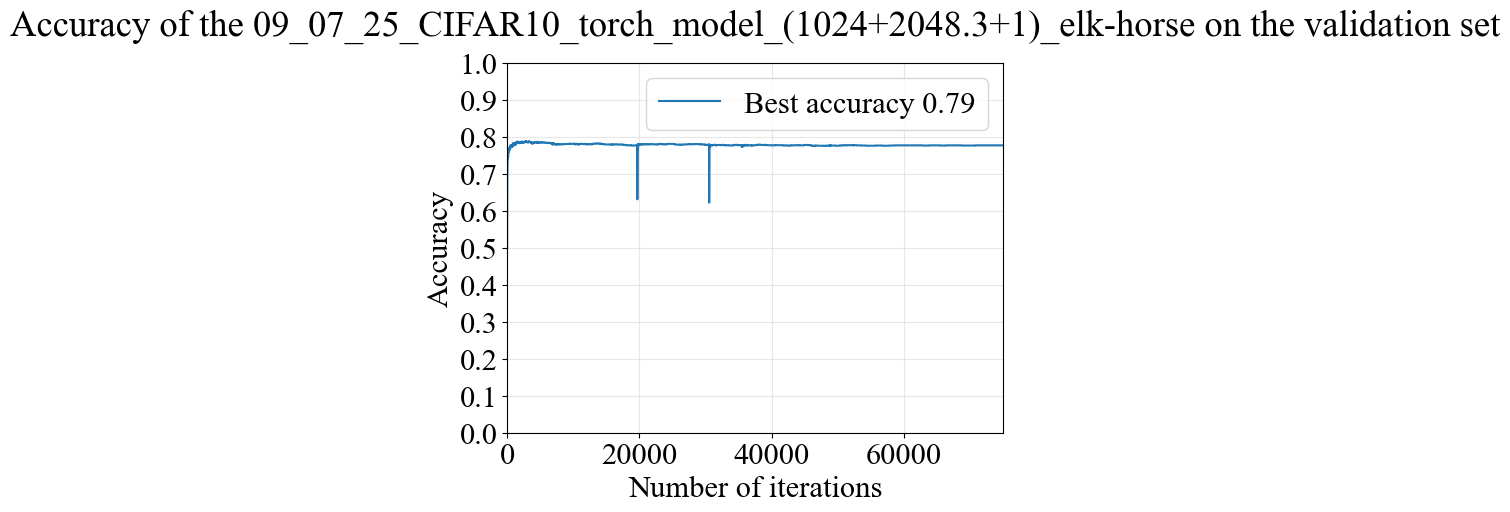 Accuracy of the 09_07_25_CIFAR10_torch_model_(1024+2048.3+1)_elk-horse on the validation set
1.0
0.9
0.8
0.7
0.6
0.5
0.4
0.3
0.2
0.1
0.0
Accuracy
Best accuracy 0.79
0 20000 40000 60000
Number of iterations